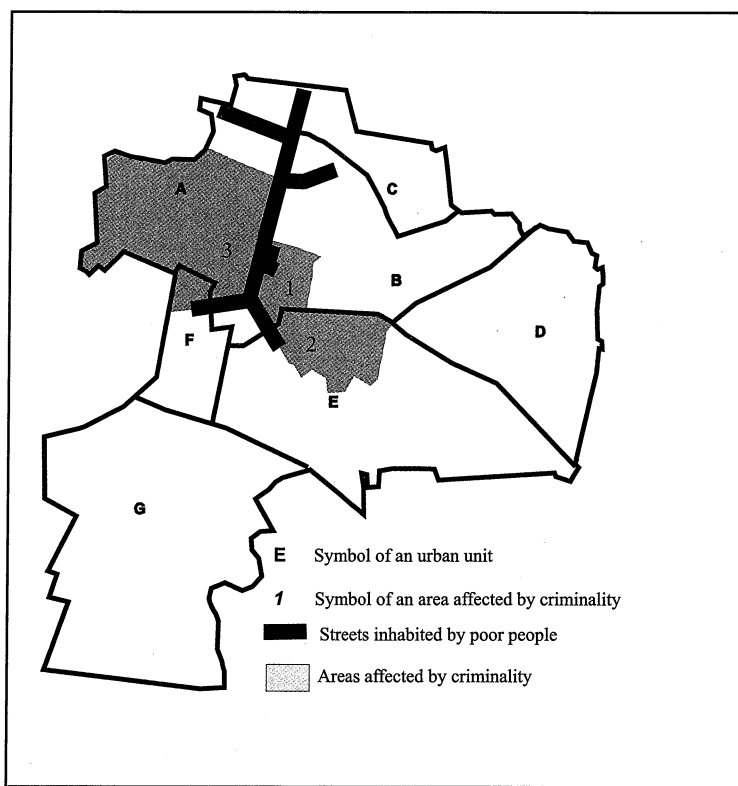 A
C
3
B
1
F
2
D
E
G
E Symbol of an urban unit
1 Symbol of an area affected by criminality
Streets inhabited by poor people
Areas affected by criminality